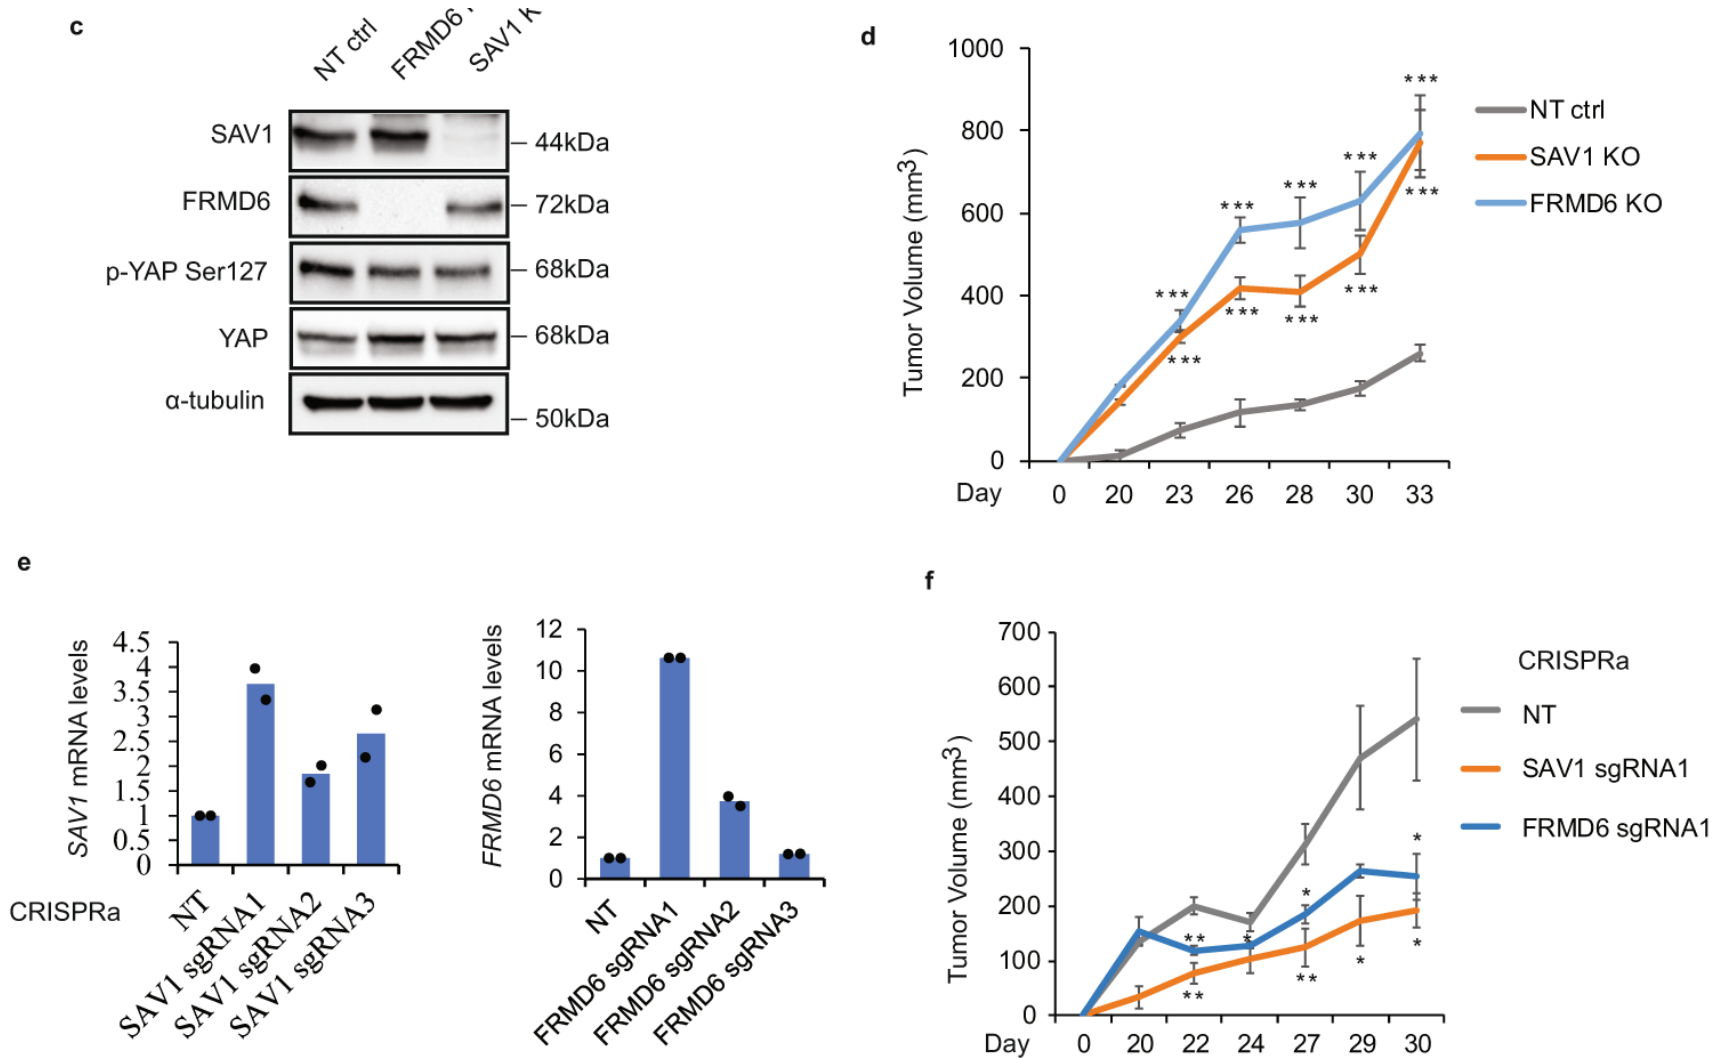 c
NT ctrl
FRMD6
SAV1
SAV1
44kDa
FRMD6
72kDa
p-YAP Ser127
68kDa
YAP
68kDa
α-tubulin
50kDa
d
Tumor Volume (mm3)
1000
800
600
400
200
0
Day 0 20 23 26 28 30 33
*** *** *** *** ***
*** *** *** *** ***
NT ctrl
SAV1 KO
FRMD6 KO
e
SAV1 mRNA levels
4.5
4
3.5
3
2.5
2
1.5
1
0.5
0
CRISPRa
NT
SAV1 sgRNA1
SAV1 sgRNA2
SAV1 sgRNA3
FRMD6 mRNA levels
12
10
8
6
4
2
0
NT
FRMD6 sgRNA1
FRMD6 sgRNA2
FRMD6 sgRNA3
f
Tumor Volume (mm3)
700
600
500
400
300
200
100
0
Day 0 20 22 24 27 29 30
** * * *
** ** * *
CRISPRa
NT
SAV1 sgRNA1
FRMD6 sgRNA1